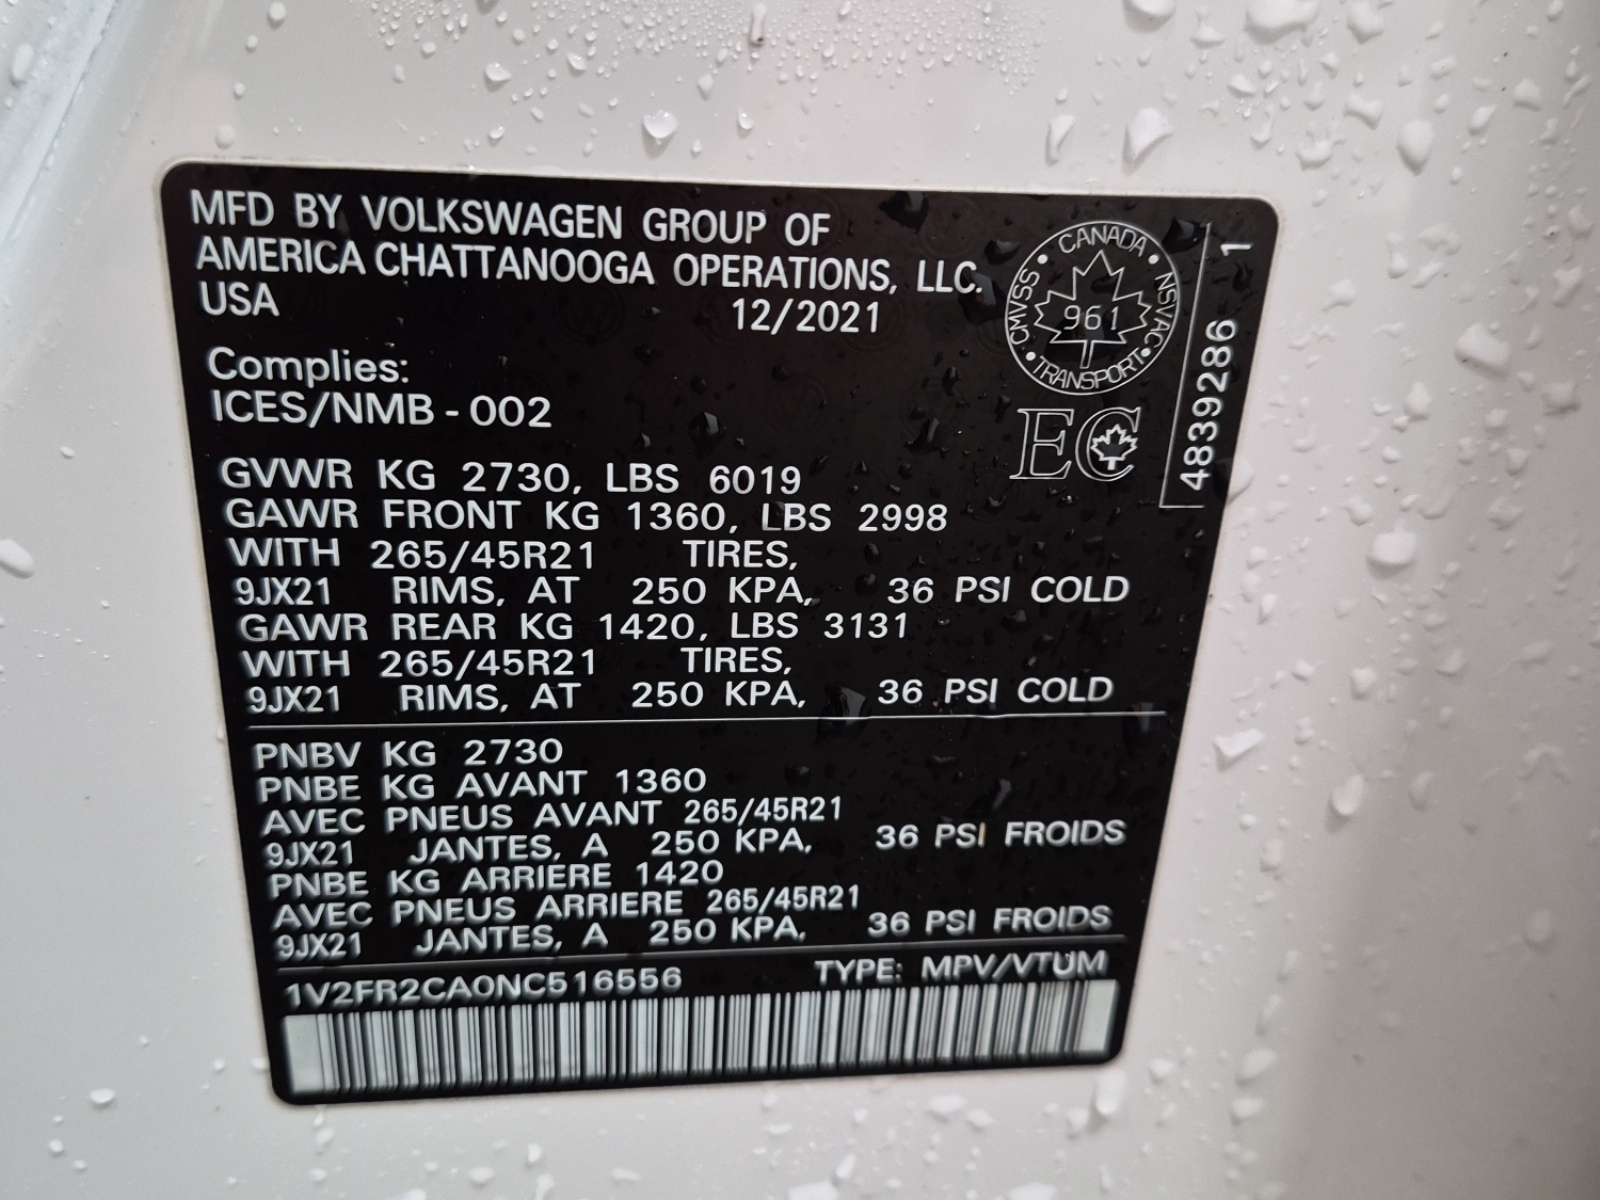 MFD BY VOLKSWAGEN GROUP OF
AMERICA CHATTANOOGA OPERATIONS, LLC.
USA 12/2021
CANADA • NSVAC • TRANSPORT • CMVSS •
961
EC
4839286 1
Complies:
ICES/NMB-002
GVWR KG 2730, LBS 6019
GAWR FRONT KG 1360, LBS 2998
WITH 265/45R21 TIRES,
9JX21 RIMS, AT 250 KPA, 36 PSI COLD
GAWR REAR KG 1420, LBS 3131
WITH 265/45R21 TIRES,
9JX21 RIMS, AT 250 KPA, 36 PSI COLD
PNBV KG 2730
PNBE KG AVANT 1360
AVEC PNEUS AVANT 265/45R21
9JX21 JANTES, A 250 KPA, 36 PSI FROIDS
PNBE KG ARRIERE 1420
AVEC PNEUS ARRIERE 265/45R21
9JX21 JANTES, A 250 KPA, 36 PSI FROIDS
1V2FR2CA0NC516556 TYPE: MPV/VTUM